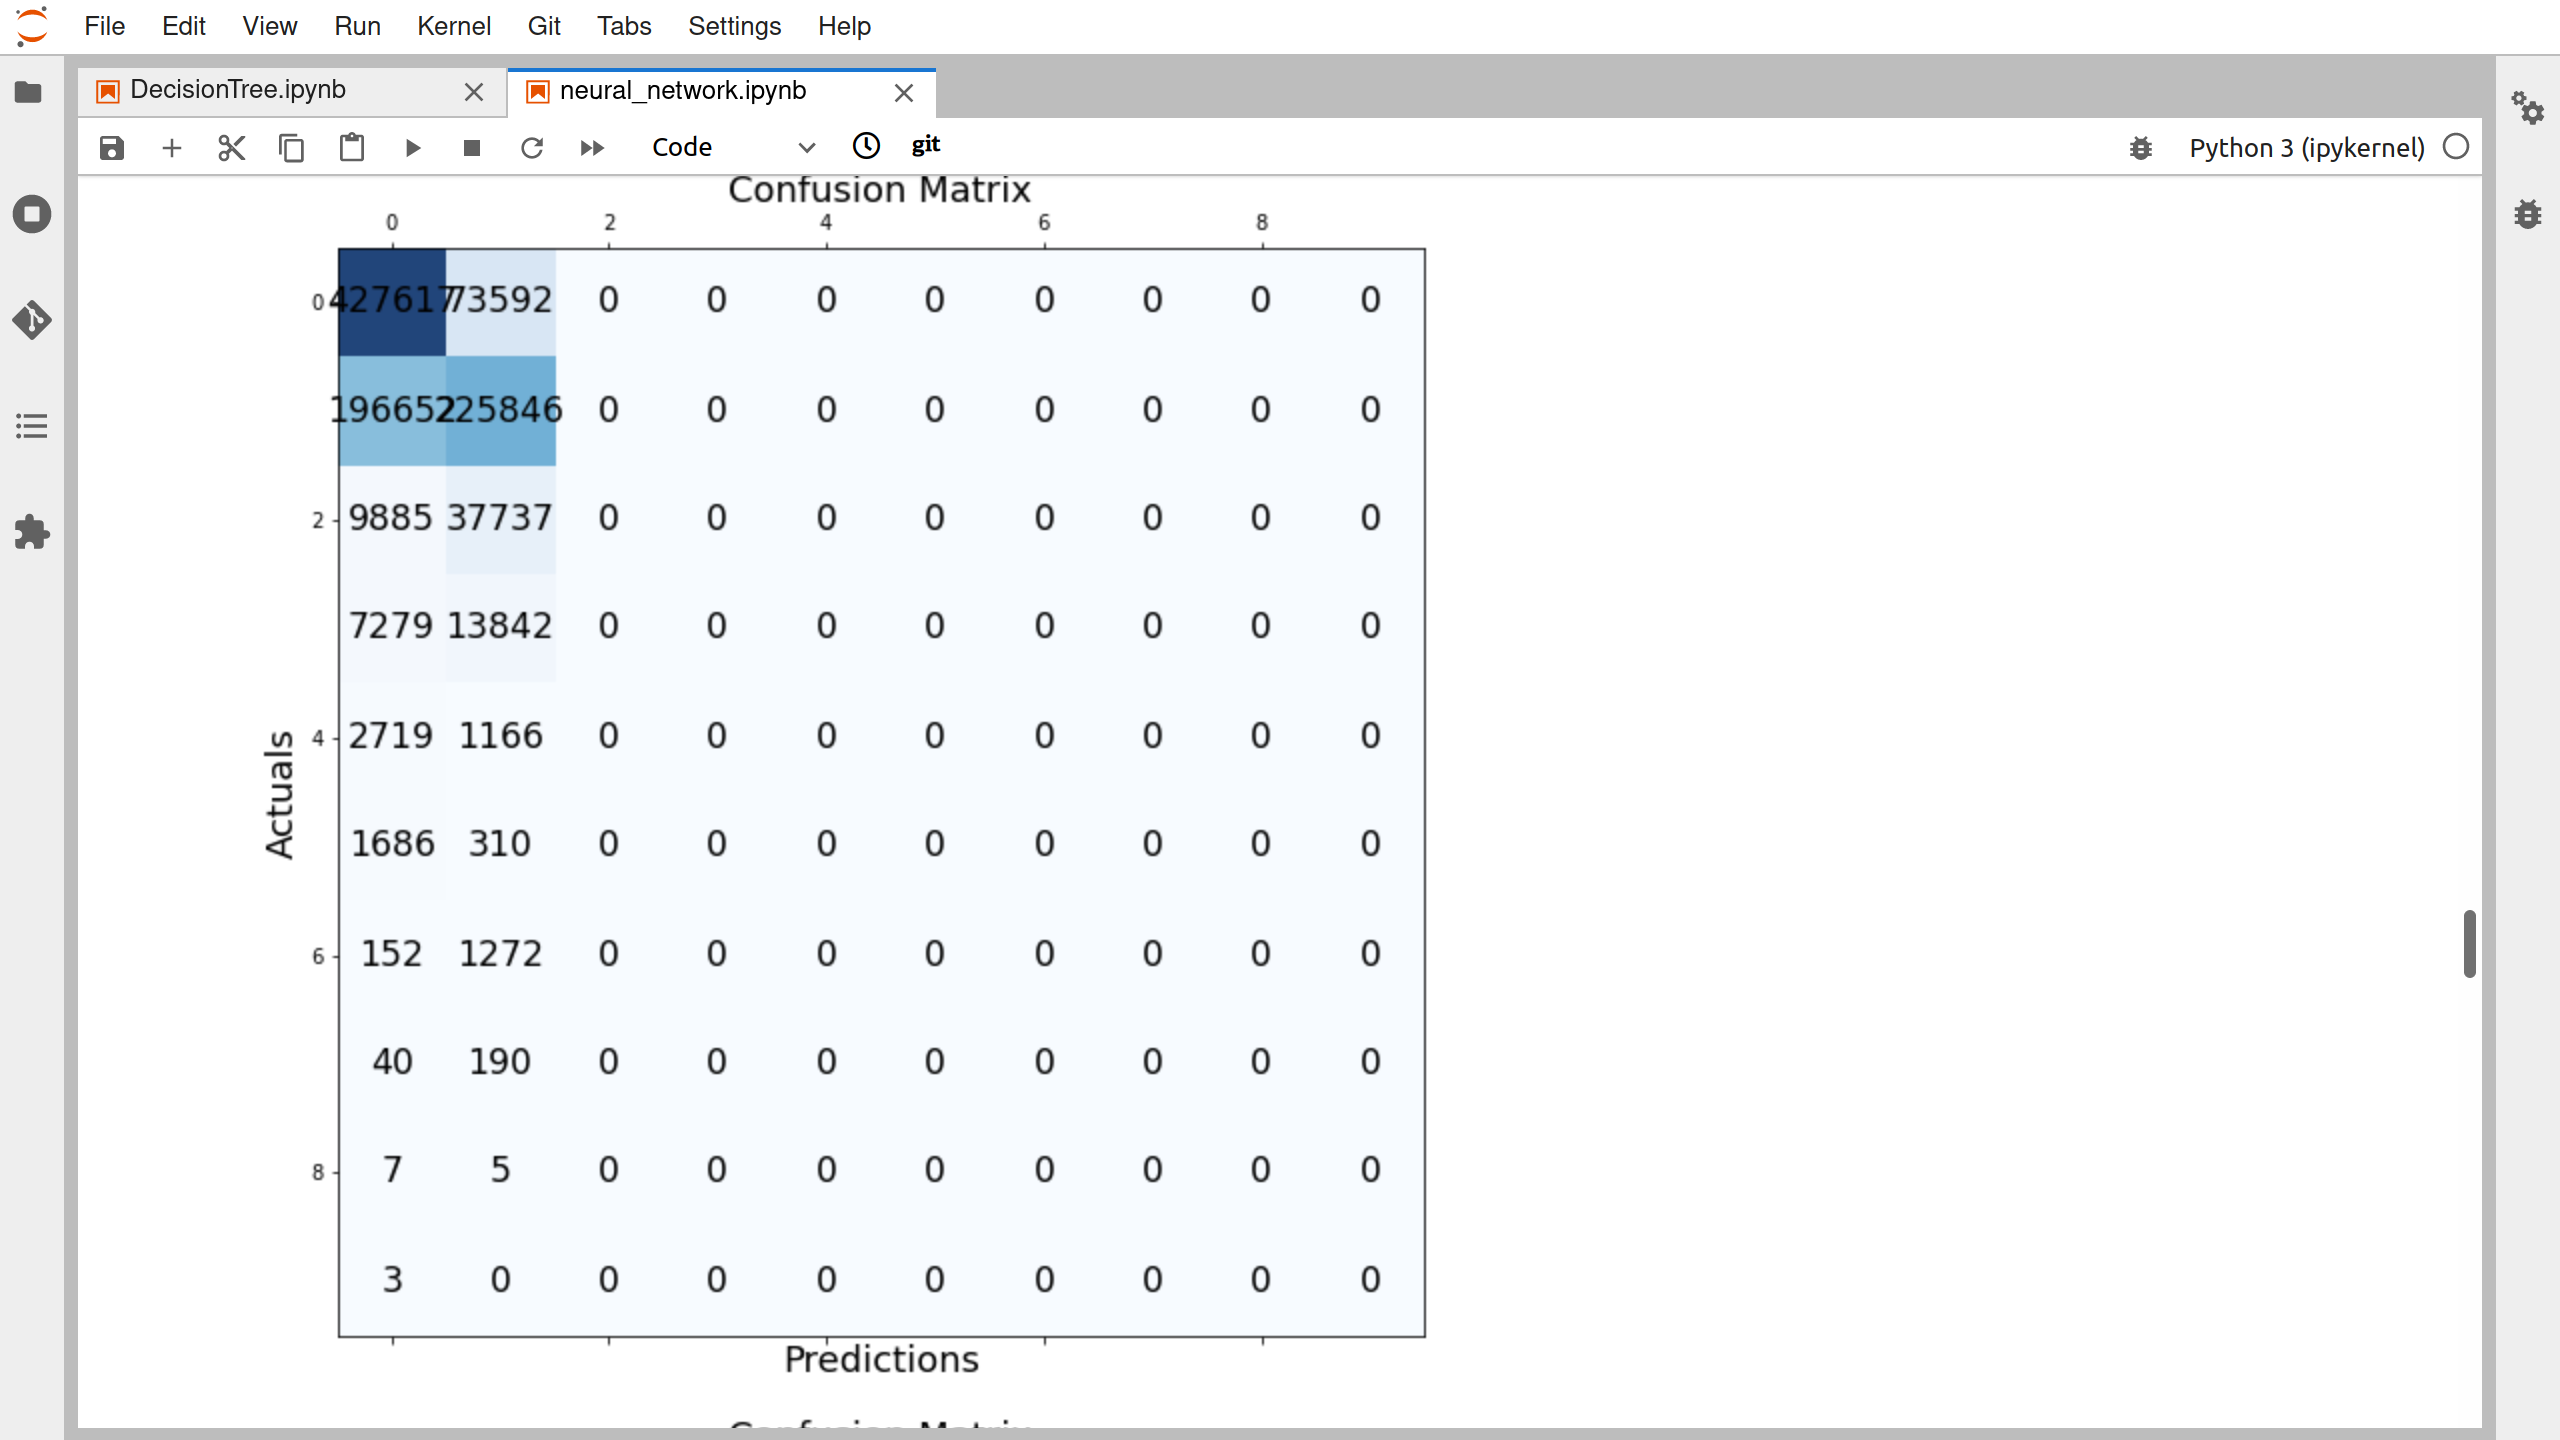 File Edit View Run Kernel Git Tabs Settings Help
DecisionTree.ipynb neural_network.ipynb
Code git Python 3 (ipykernel)
Confusion Matrix
0 2 4 6 8
0 427617 73592 0 0 0 0 0 0 0 0
196652 225846 0 0 0 0 0 0 0 0
2 9885 37737 0 0 0 0 0 0 0 0
7279 13842 0 0 0 0 0 0 0 0
4 2719 1166 0 0 0 0 0 0 0 0
Actuals
1686 310 0 0 0 0 0 0 0 0
6 152 1272 0 0 0 0 0 0 0 0
40 190 0 0 0 0 0 0 0 0
8 7 5 0 0 0 0 0 0 0 0
3 0 0 0 0 0 0 0 0 0
Predictions
Confusion Matrix